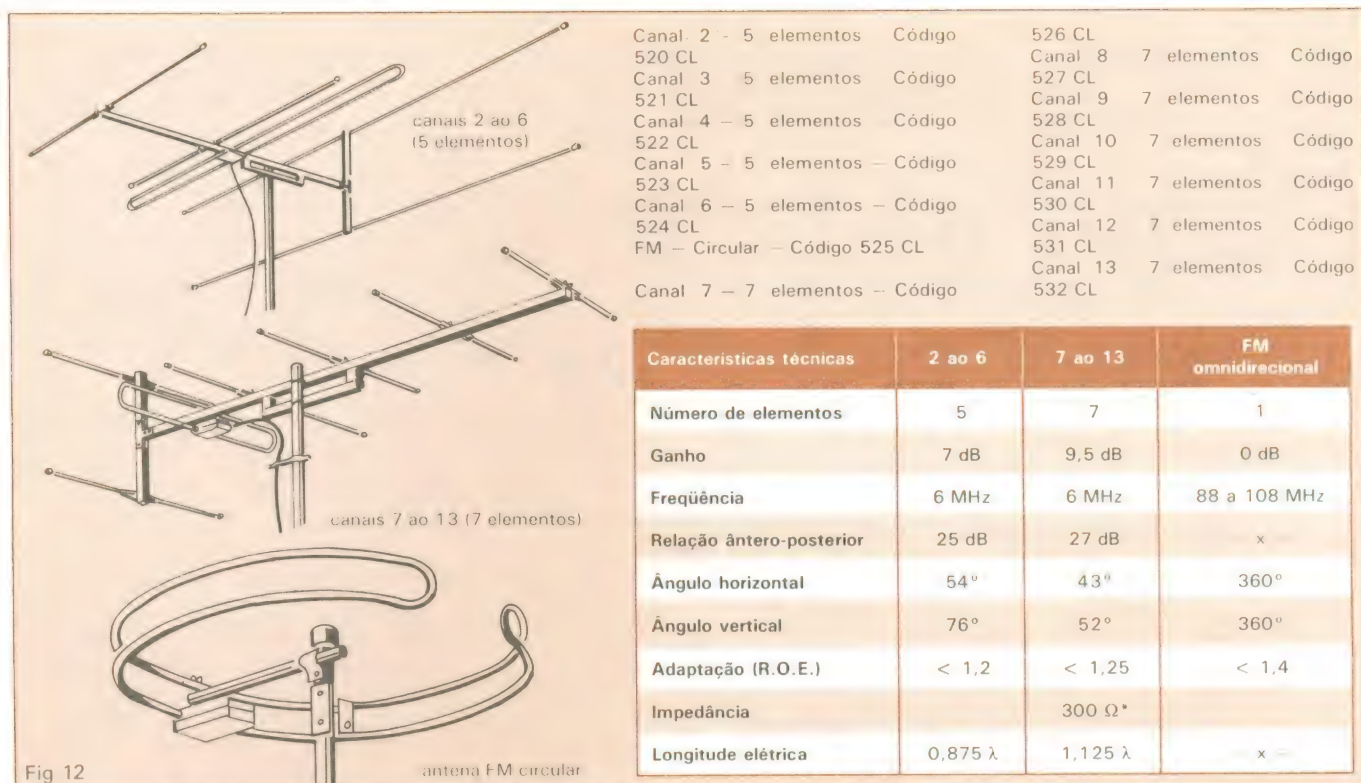 canais 2 ao 6
(5 elementos)
canais 7 ao 13 (7 elementos)
antena FM circular
Fig 12
Canal 2 - 5 elementos Código
520 CL
Canal 3 5 elementos Código
521 CL
Canal 4 – 5 elementos Código
522 CL
Canal 5 – 5 elementos – Código
523 CL
Canal 6 – 5 elementos – Código
524 CL
FM – Circular – Código 525 CL
Canal 7 – 7 elementos – Código
526 CL
Canal 8 7 elementos Código
527 CL
Canal 9 7 elementos Código
528 CL
Canal 10 7 elementos Código
529 CL
Canal 11 7 elementos Código
530 CL
Canal 12 7 elementos Código
531 CL
Canal 13 7 elementos Código
532 CL
Características técnicas 2 ao 6 7 ao 13 FM omnidirecional
Número de elementos 5 7 1
Ganho 7 dB 9,5 dB 0 dB
Freqüência 6 MHz 6 MHz 88 a 108 MHz
Relação ântero-posterior 25 dB 27 dB x
Ângulo horizontal 54° 43° 360°
Ângulo vertical 76° 52° 360°
Adaptação (R.O.E.) < 1,2 < 1,25 < 1,4
Impedância 300 Ω*
Longitude elétrica 0,875 λ 1,125 λ x